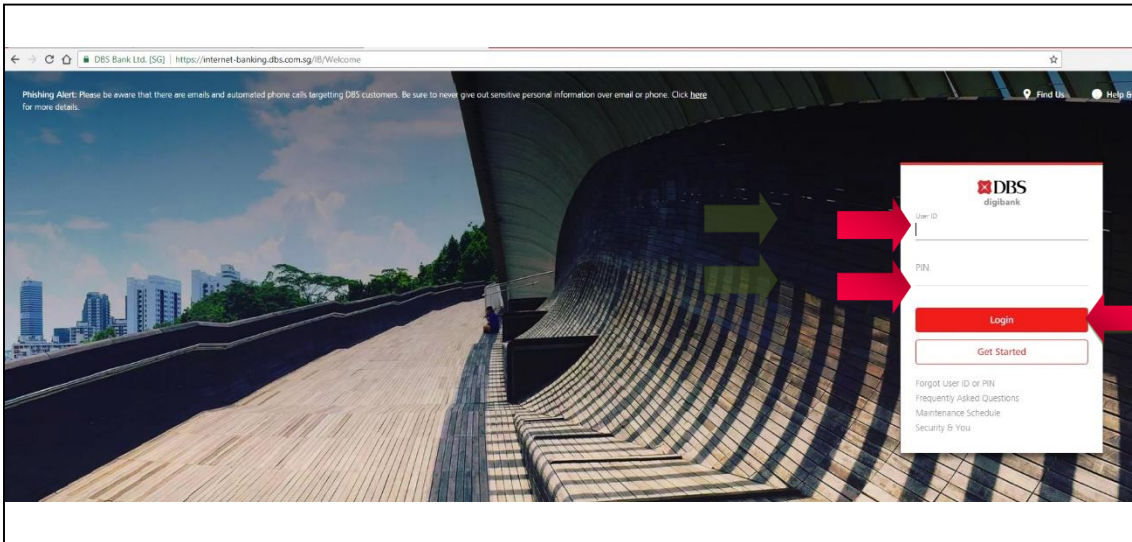 DBS Bank Ltd. [SG] | https://internet-banking.dbs.com.sg/IB/Welcome
Phishing Alert: Please be aware that there are emails and automated phone calls targetting DBS customers. Be sure to never give out sensitive personal information over email or phone. Click here
for more details.
Find Us
Help &
DBS
digibank
User ID
PIN
Login
Get Started
Forgot User ID or PIN
Frequently Asked Questions
Maintenance Schedule
Security & You